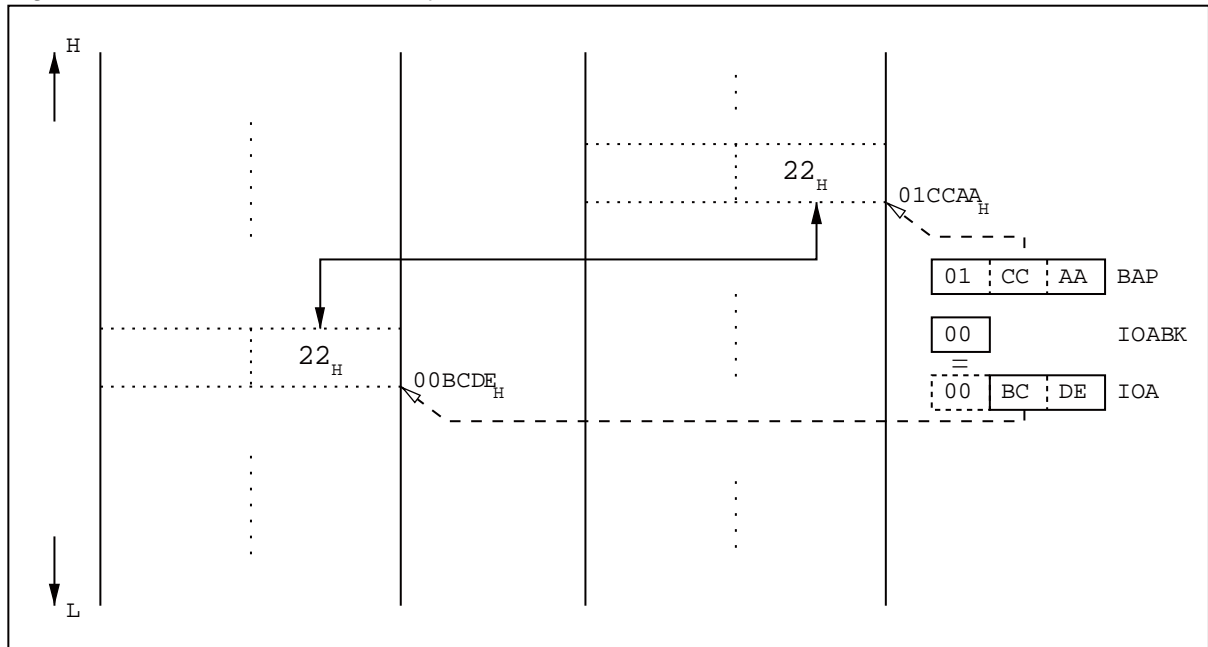 H
22H
01CCAAH
01 CC AA BAP
00 IOABK
=
22H
00BCDEH
00 BC DE IOA
L